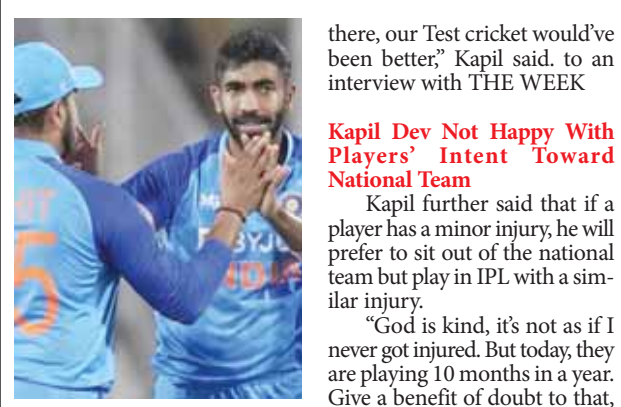 there, our Test cricket would’ve
been better,” Kapil said. to an
interview with THE WEEK
Kapil Dev Not Happy With
Players’ Intent Toward
National Team
Kapil further said that if a
player has a minor injury, he will
prefer to sit out of the national
team but play in IPL with a sim-
ilar injury.
“God is kind, it’s not as if I
never got injured. But today, they
are playing 10 months in a year.
Give a benefit of doubt to that,
5
BYJU
INDIA